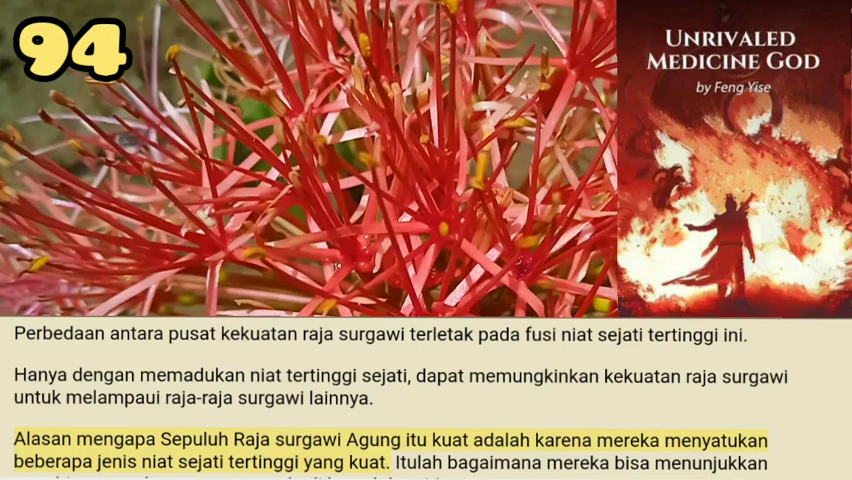 94
UNRIVALED
MEDICINE GOD
by Feng Yise
Perbedaan antara pusat kekuatan raja surgawi terletak pada fusi niat sejati tertinggi ini.
Hanya dengan memadukan niat tertinggi sejati, dapat memungkinkan kekuatan raja surgawi
untuk melampaui raja-raja surgawi lainnya.
Alasan mengapa Sepuluh Raja surgawi Agung itu kuat adalah karena mereka menyatukan
beberapa jenis niat sejati tertinggi yang kuat. Itulah bagaimana mereka bisa menunjukkan